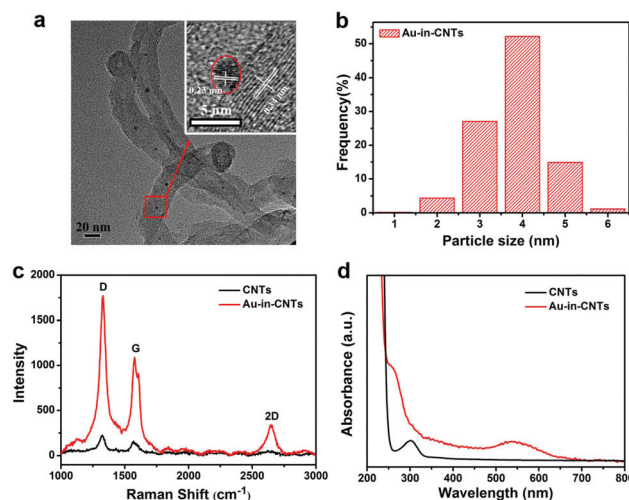 a
0.23 nm
0.34 nm
5 nm
20 nm
b
Au-in-CNTs
Frequency(%)
50
40
30
20
10
0
1 2 3 4 5 6
Particle size (nm)
c
CNTs
Au-in-CNTs
D
G
2D
Intensity
2000
1500
1000
500
0
1000 1500 2000 2500 3000
Raman Shift (cm-1)
d
CNTs
Au-in-CNTs
Absorbance (a.u.)
200 300 400 500 600 700 800
Wavelength (nm)